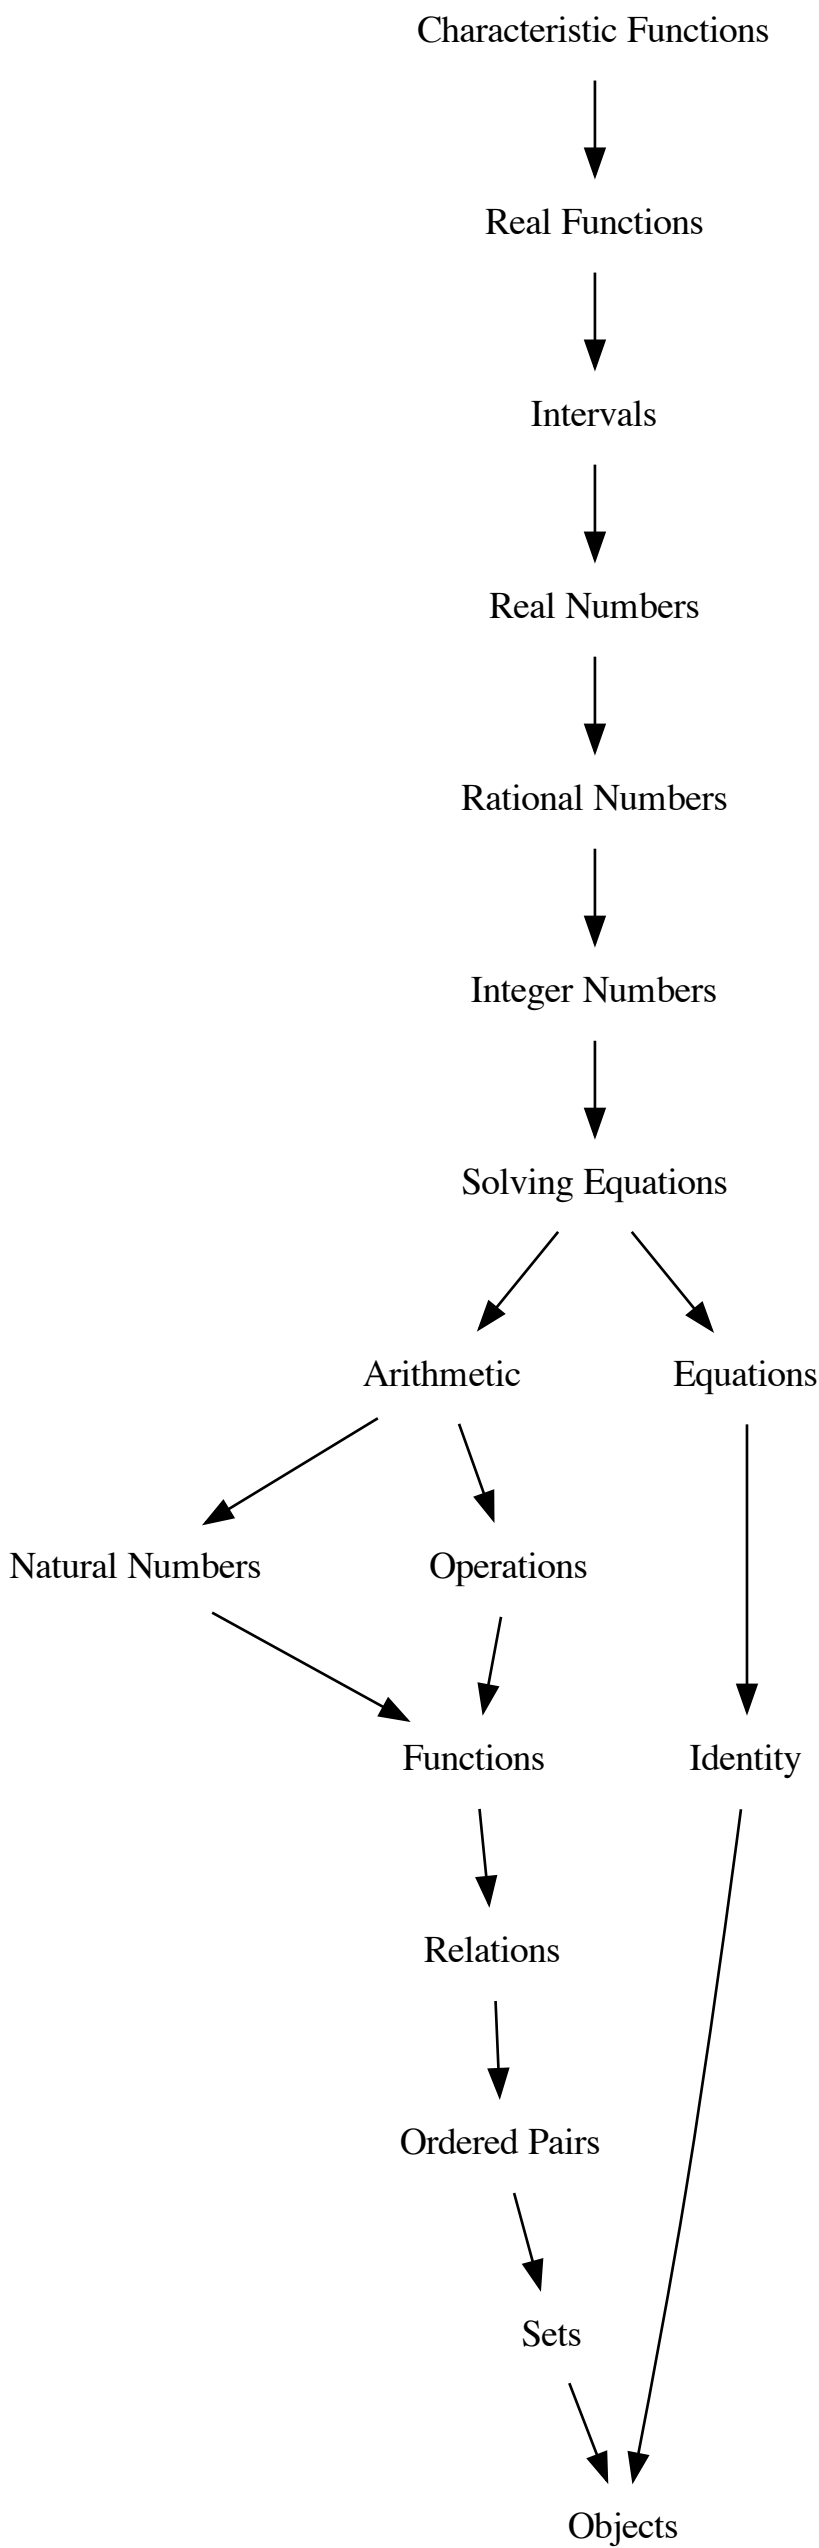 Characteristic Functions
Real Functions
Intervals
Real Numbers
Rational Numbers
Integer Numbers
Solving Equations
Arithmetic
Equations
Natural Numbers
Operations
Functions
Identity
Relations
Ordered Pairs
Sets
Objects